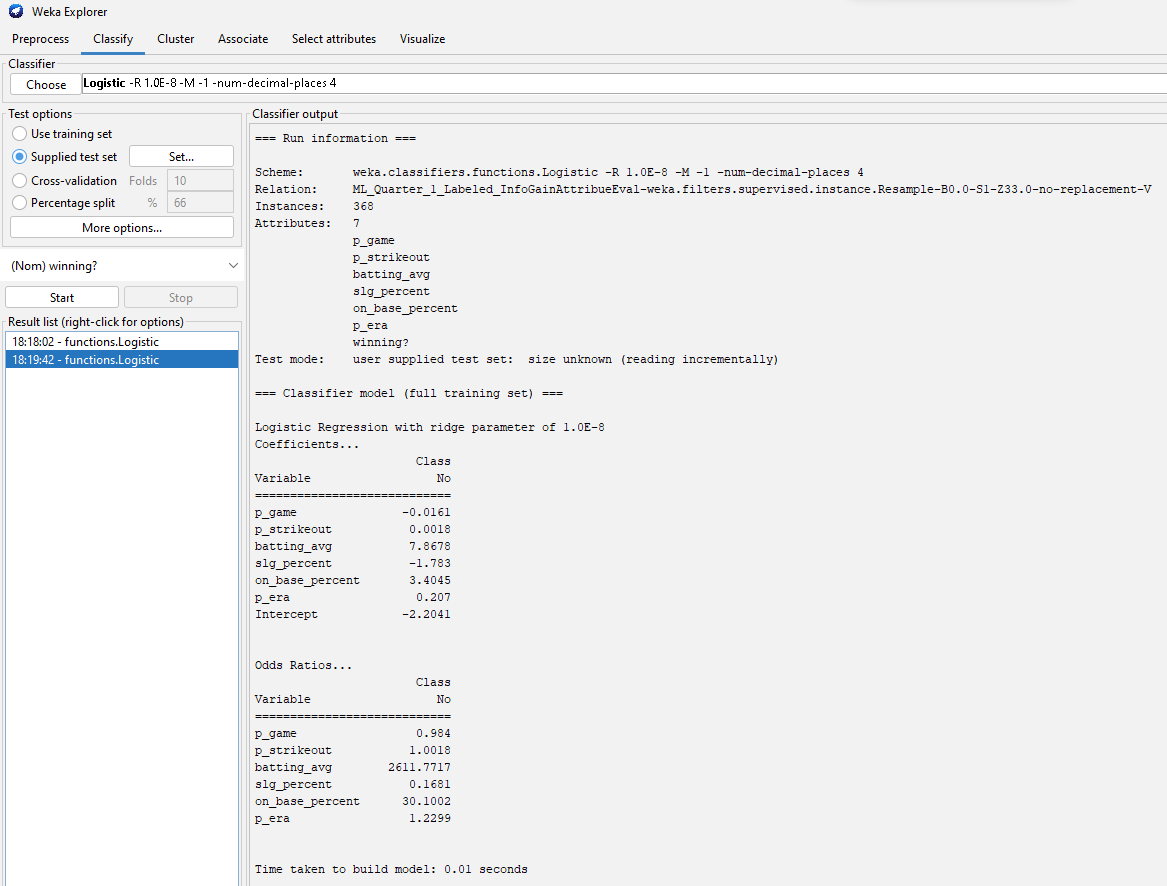 Weka Explorer
Preprocess Classify Cluster Associate Select attributes Visualize
Classifier
Choose Logistic -R 1.0E-8 -M -1 -num-decimal-places 4
Test options
Use training set
Supplied test set Set...
Cross-validation Folds 10
Percentage split % 66
More options...
(Nom) winning?
Start Stop
Result list (right-click for options)
18:18:02 - functions.Logistic
18:19:42 - functions.Logistic
Classifier output
=== Run information ===
Scheme: weka.classifiers.functions.Logistic -R 1.0E-8 -M -1 -num-decimal-places 4
Relation: ML_Quarter_1_Labeled_InfoGainAttribueEval-weka.filters.supervised.instance.Resample-B0.0-S1-Z33.0-no-replacement-V
Instances: 368
Attributes: 7
p_game
p_strikeout
batting_avg
slg_percent
on_base_percent
p_era
winning?
Test mode: user supplied test set: size unknown (reading incrementally)
=== Classifier model (full training set) ===
Logistic Regression with ridge parameter of 1.0E-8
Coefficients...
Class
Variable No
============================
p_game -0.0161
p_strikeout 0.0018
batting_avg 7.8678
slg_percent -1.783
on_base_percent 3.4045
p_era 0.207
Intercept -2.2041
Odds Ratios...
Class
Variable No
============================
p_game 0.984
p_strikeout 1.0018
batting_avg 2611.7717
slg_percent 0.1681
on_base_percent 30.1002
p_era 1.2299
Time taken to build model: 0.01 seconds